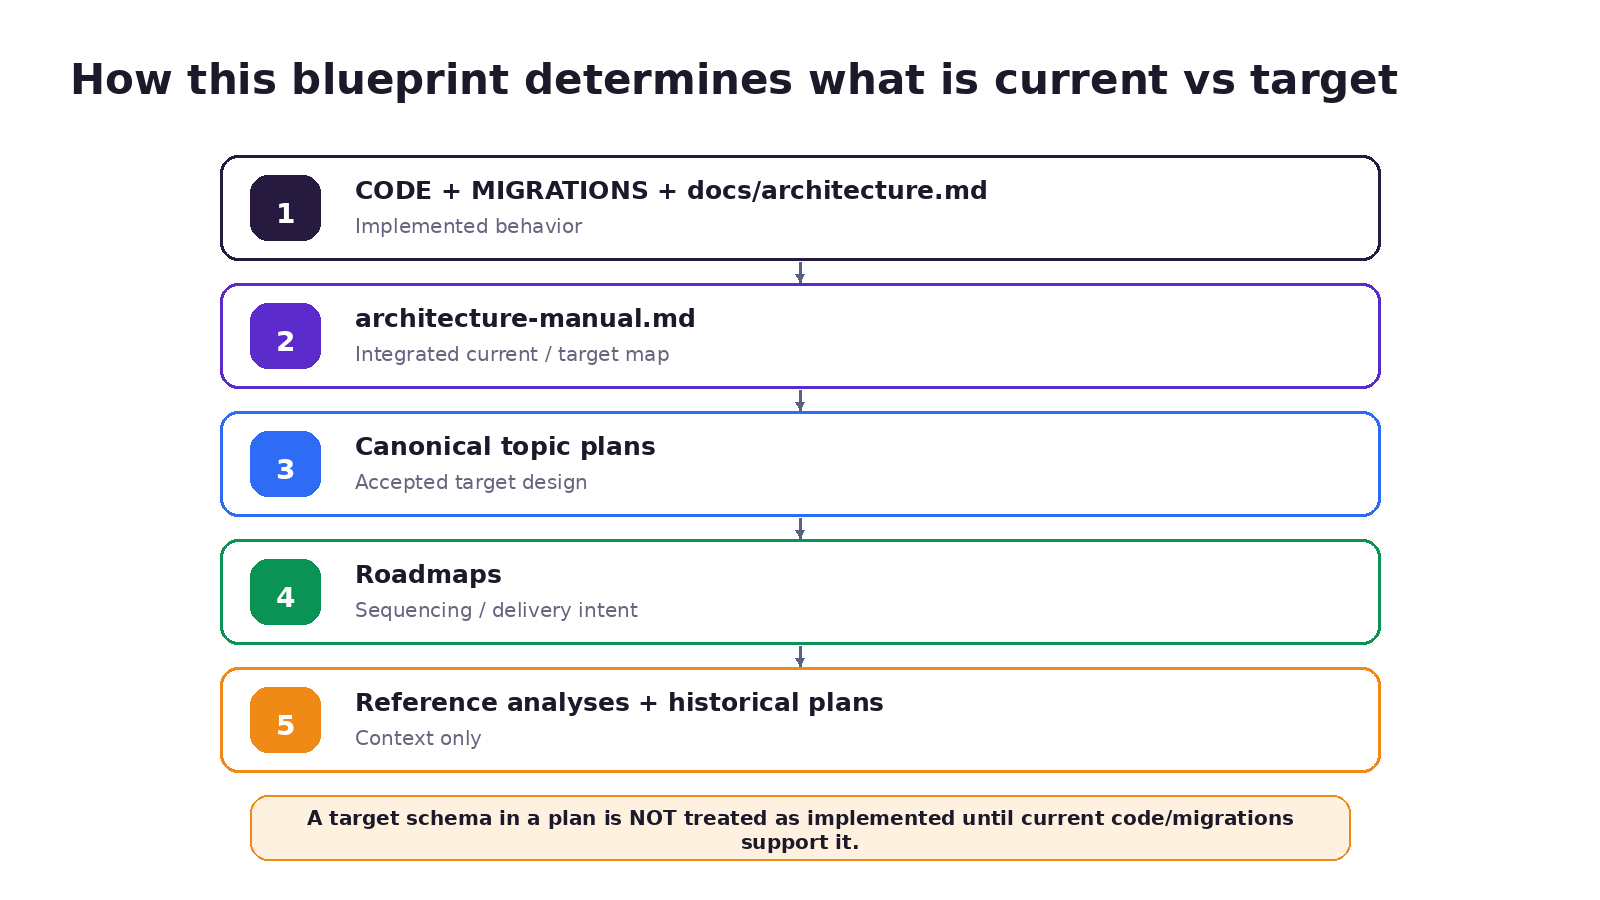 How this blueprint determines what is current vs target
1
CODE + MIGRATIONS + docs/architecture.md
Implemented behavior
2
architecture-manual.md
Integrated current / target map
3
Canonical topic plans
Accepted target design
4
Roadmaps
Sequencing / delivery intent
5
Reference analyses + historical plans
Context only
A target schema in a plan is NOT treated as implemented until current code/migrations
support it.